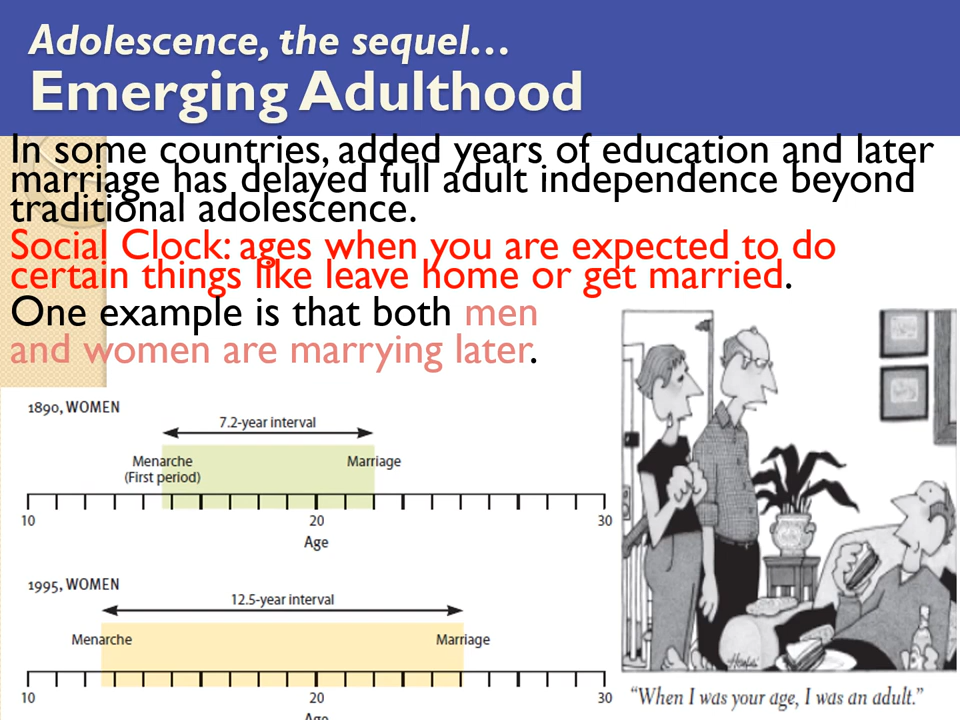 Adolescence, the sequel…
Emerging Adulthood
In some countries, added years of education and later
marriage has delayed full adult independence beyond
traditional adolescence.
Social Clock: ages when you are expected to do
certain things like leave home or get married.
One example is that both men
and women are marrying later.
1890, WOMEN
7.2-year interval
Menarche
(First period)
Marriage
10 20 30
Age
1995, WOMEN
12.5-year interval
Menarche Marriage
10 20 30
Age
"When I was your age, I was an adult."